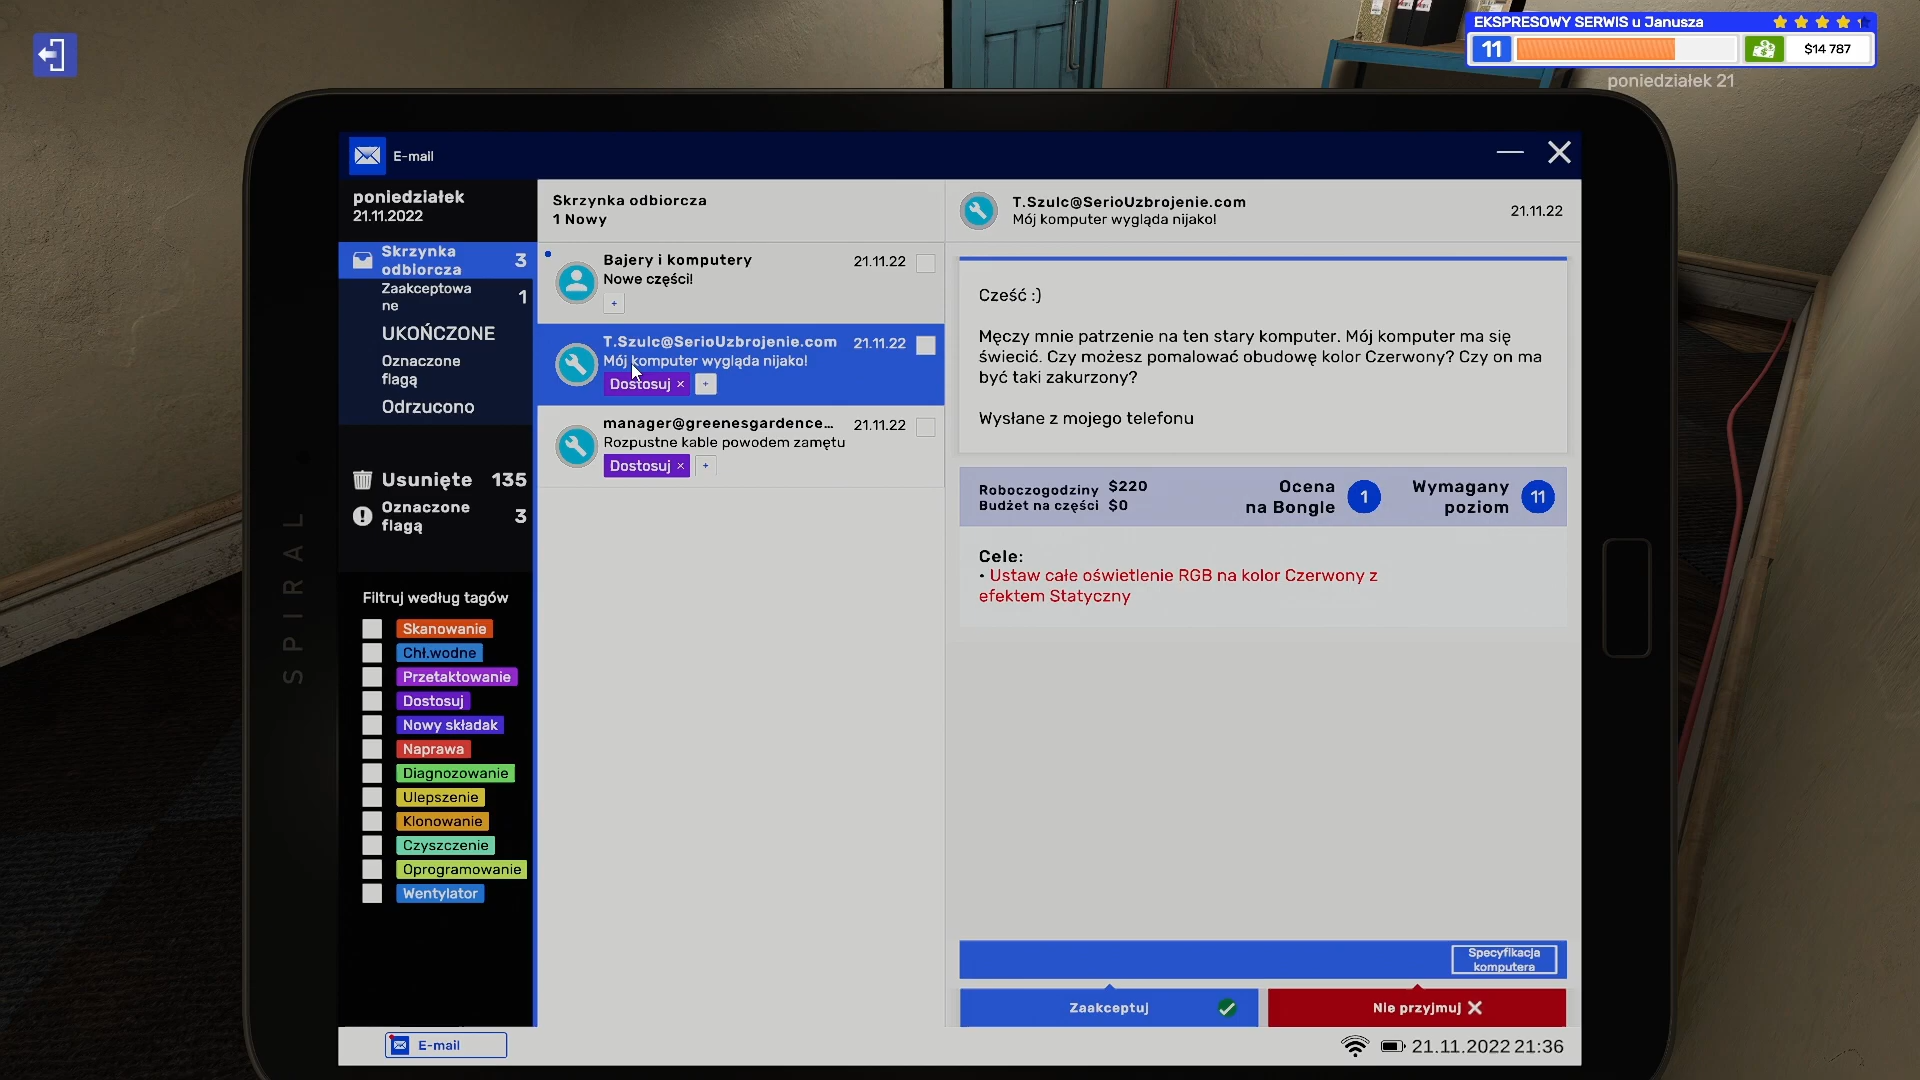 EKSPRESOWY SERWIS u Janusza
11
$14 787
poniedziałek 21
E-mail
poniedziałek
21.11.2022
Skrzynka
odbiorcza
3
Zaakceptowa
ne
1
UKOŃCZONE
Oznaczone
flagą
Odrzucono
Usunięte
135
Oznaczone
flagą
3
Filtruj według tagów
Skanowanie
Chł.wodne
Przetaktowanie
Dostosuj
Nowy składak
Naprawa
Diagnozowanie
Ulepszenie
Klonowanie
Czyszczenie
Oprogramowanie
Wentylator
Skrzynka odbiorcza
1 Nowy
Bajery i komputery
21.11.22
Nowe części!
+
T.Szulc@SerioUzbrojenie.com
21.11.22
Mój komputer wygląda nijako!
Dostosuj ×
+
manager@greenesgardence...
21.11.22
Rozpustne kable powodem zamętu
Dostosuj ×
+
T.Szulc@SerioUzbrojenie.com
Mój komputer wygląda nijako!
21.11.22
Cześć :)
Męczy mnie patrzenie na ten stary komputer. Mój komputer ma się
świecić. Czy możesz pomalować obudowę kolor Czerwony? Czy on ma
być taki zakurzony?
Wysłane z mojego telefonu
Roboczogodziny $220
Budżet na części $0
Ocena
na Bongle
1
Wymagany
poziom
11
Cele:
• Ustaw całe oświetlenie RGB na kolor Czerwony z
efektem Statyczny
Specyfikacja
komputera
Zaakceptuj
Nie przyjmuj
E-mail
21.11.2022 21:36
SPIRAL